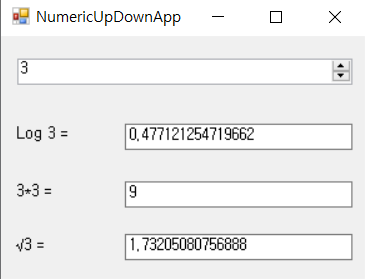 NumericUpDownApp
3
Log 3 = 0,477121254719662
3*3 = 9
√3 = 1,73205080756888